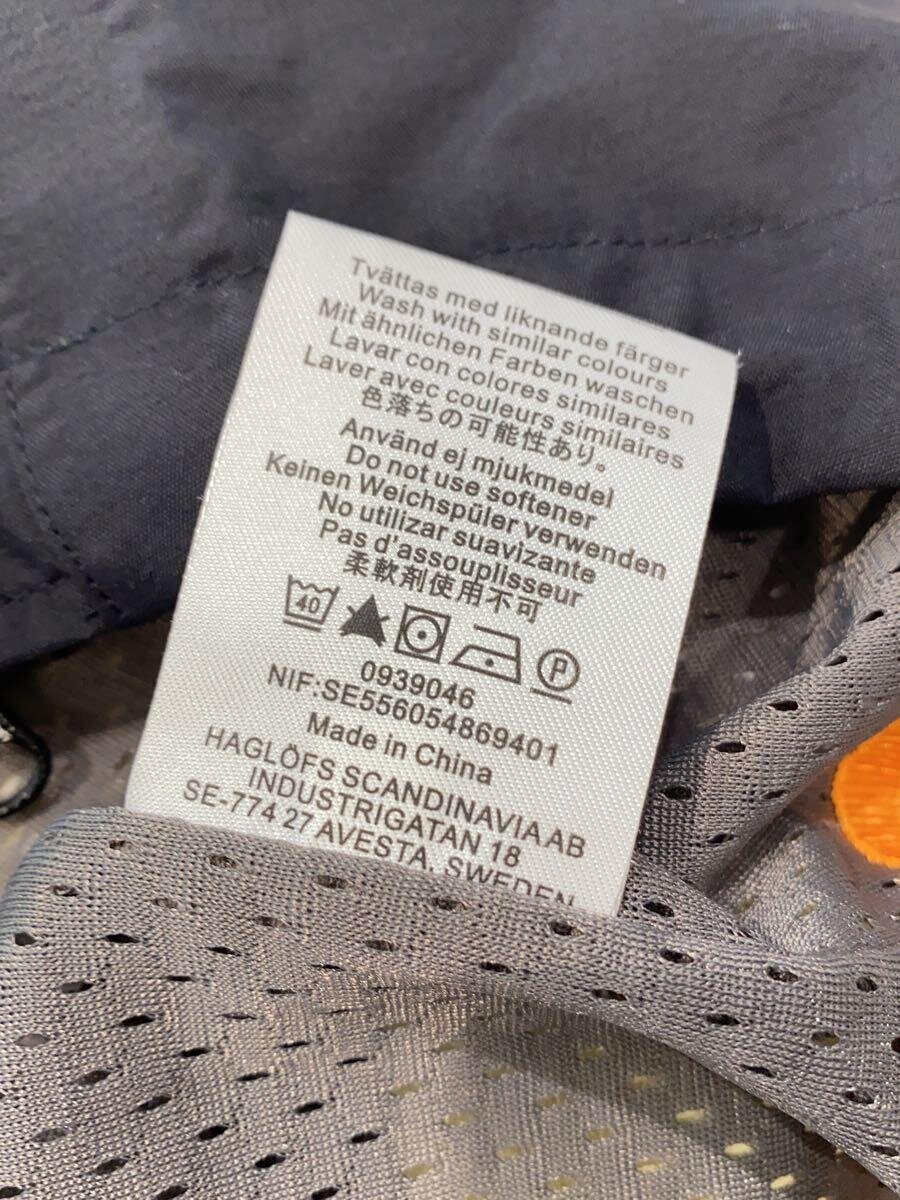 Tvättas med liknande färger
Wash with similar colours
Mit ähnlichen Farben waschen
Lavar con colores similares
Laver avec couleurs similaires
色落ちの可能性あり。
Använd ej mjukmedel
Do not use softener
Keinen Weichspüler verwenden
No utilizar suavizante
Pas d'assouplisseur
柔軟剤使用不可
40 P
0939046
NIF:SE556054869401
Made in China
HAGLÖFS SCANDINAVIA AB
INDUSTRIGATAN 18
SE-774 27 AVESTA, SWEDEN